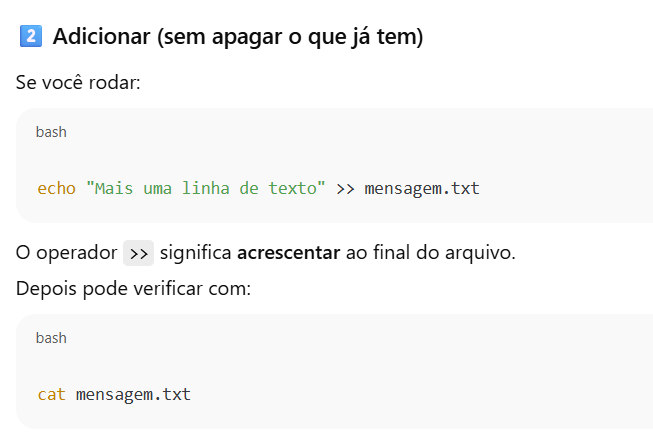 2 Adicionar (sem apagar o que já tem)
Se você rodar:
bash
echo "Mais uma linha de texto" >> mensagem.txt
O operador >> significa acrescentar ao final do arquivo.
Depois pode verificar com:
bash
cat mensagem.txt